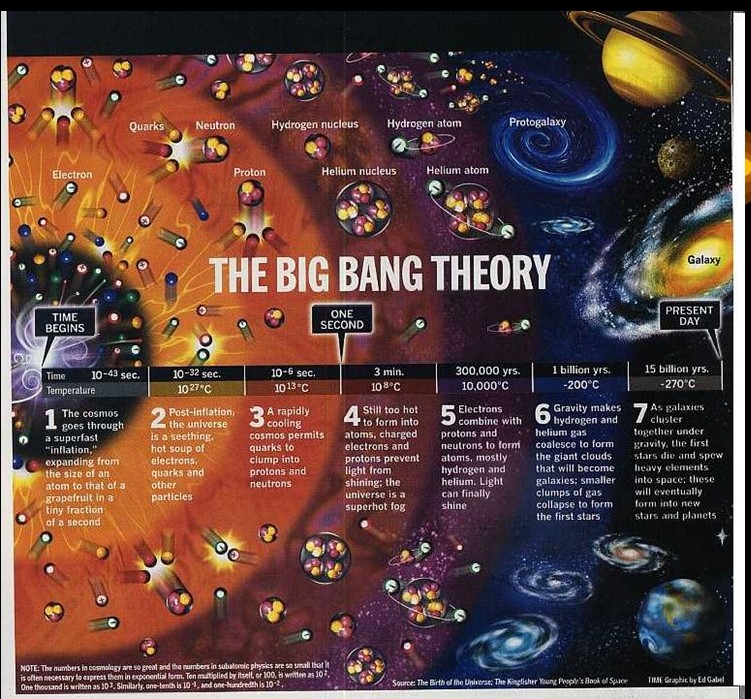 Quarks Neutron Hydrogen nucleus Hydrogen atom Protogalaxy
Electron Proton Helium nucleus Helium atom
Galaxy
THE BIG BANG THEORY
TIME
BEGINS
ONE
SECOND
PRESENT
DAY
Time 10⁻⁴³ sec. 10⁻³² sec. 10⁻⁶ sec. 3 min. 300,000 yrs. 1 billion yrs. 15 billion yrs.
Temperature 10²⁷°C 10¹³°C 10⁸°C 10,000°C -200°C -270°C
1 The cosmos
goes through
a superfast
"inflation,"
expanding from
the size of an
atom to that of a
grapefruit in a
tiny fraction
of a second
2 Post-inflation,
the universe
is a seething,
hot soup of
electrons,
quarks and
other
particles
3 A rapidly
cooling
cosmos permits
quarks to
clump into
protons and
neutrons
4 Still too hot
to form into
atoms, charged
electrons and
protons prevent
light from
shining; the
universe is a
superhot fog
5 Electrons
combine with
protons and
neutrons to form
atoms, mostly
hydrogen and
helium. Light
can finally
shine
6 Gravity makes
hydrogen and
helium gas
coalesce to form
the giant clouds
that will become
galaxies; smaller
clumps of gas
collapse to form
the first stars
7 As galaxies
cluster
together under
gravity, the first
stars die and spew
heavy elements
into space; these
will eventually
form into new
stars and planets
NOTE: The numbers in cosmology are so great and the numbers in subatomic physics are so small that it
is often necessary to express them in exponential form. Ten multiplied by itself, or 100, is written as 10².
One thousand is written as 10³. Similarly, one-tenth is 10⁻¹, and one-hundredth is 10⁻².
Source: The Birth of the Universe; The Kingfisher Young People's Book of Space
TIME Graphic by Ed Gabel